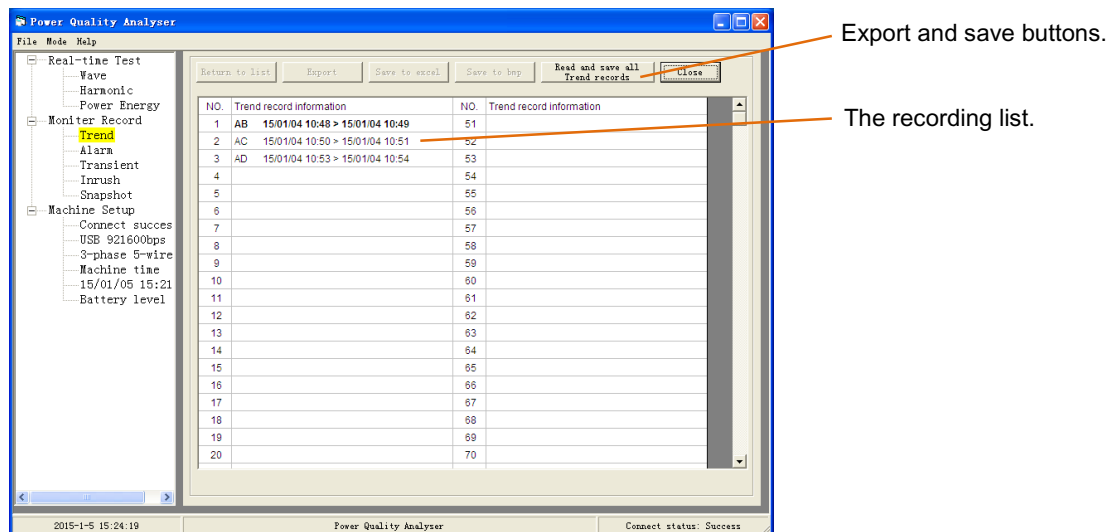 Power Quality Analyser
File Mode Help
Real-time Test
Wave
Harmonic
Power Energy
Moniter Record
Trend
Alarm
Transient
Inrush
Snapshot
Machine Setup
Connect succes
USB 921600bps
3-phase 5-wire
Machine time
15/01/05 15:21
Battery level
Return to list Export Save to excel Save to bmp Read and save all Trend records Close
NO. Trend record information NO. Trend record information
1 AB 15/01/04 10:48 > 15/01/04 10:49 51
2 AC 15/01/04 10:50 > 15/01/04 10:51 52
3 AD 15/01/04 10:53 > 15/01/04 10:54 53
4 54
5 55
6 56
7 57
8 58
9 59
10 60
11 61
12 62
13 63
14 64
15 65
16 66
17 67
18 68
19 69
20 70
2015-1-5 15:24:19 Power Quality Analyser Connect status: Success
Export and save buttons.
The recording list.